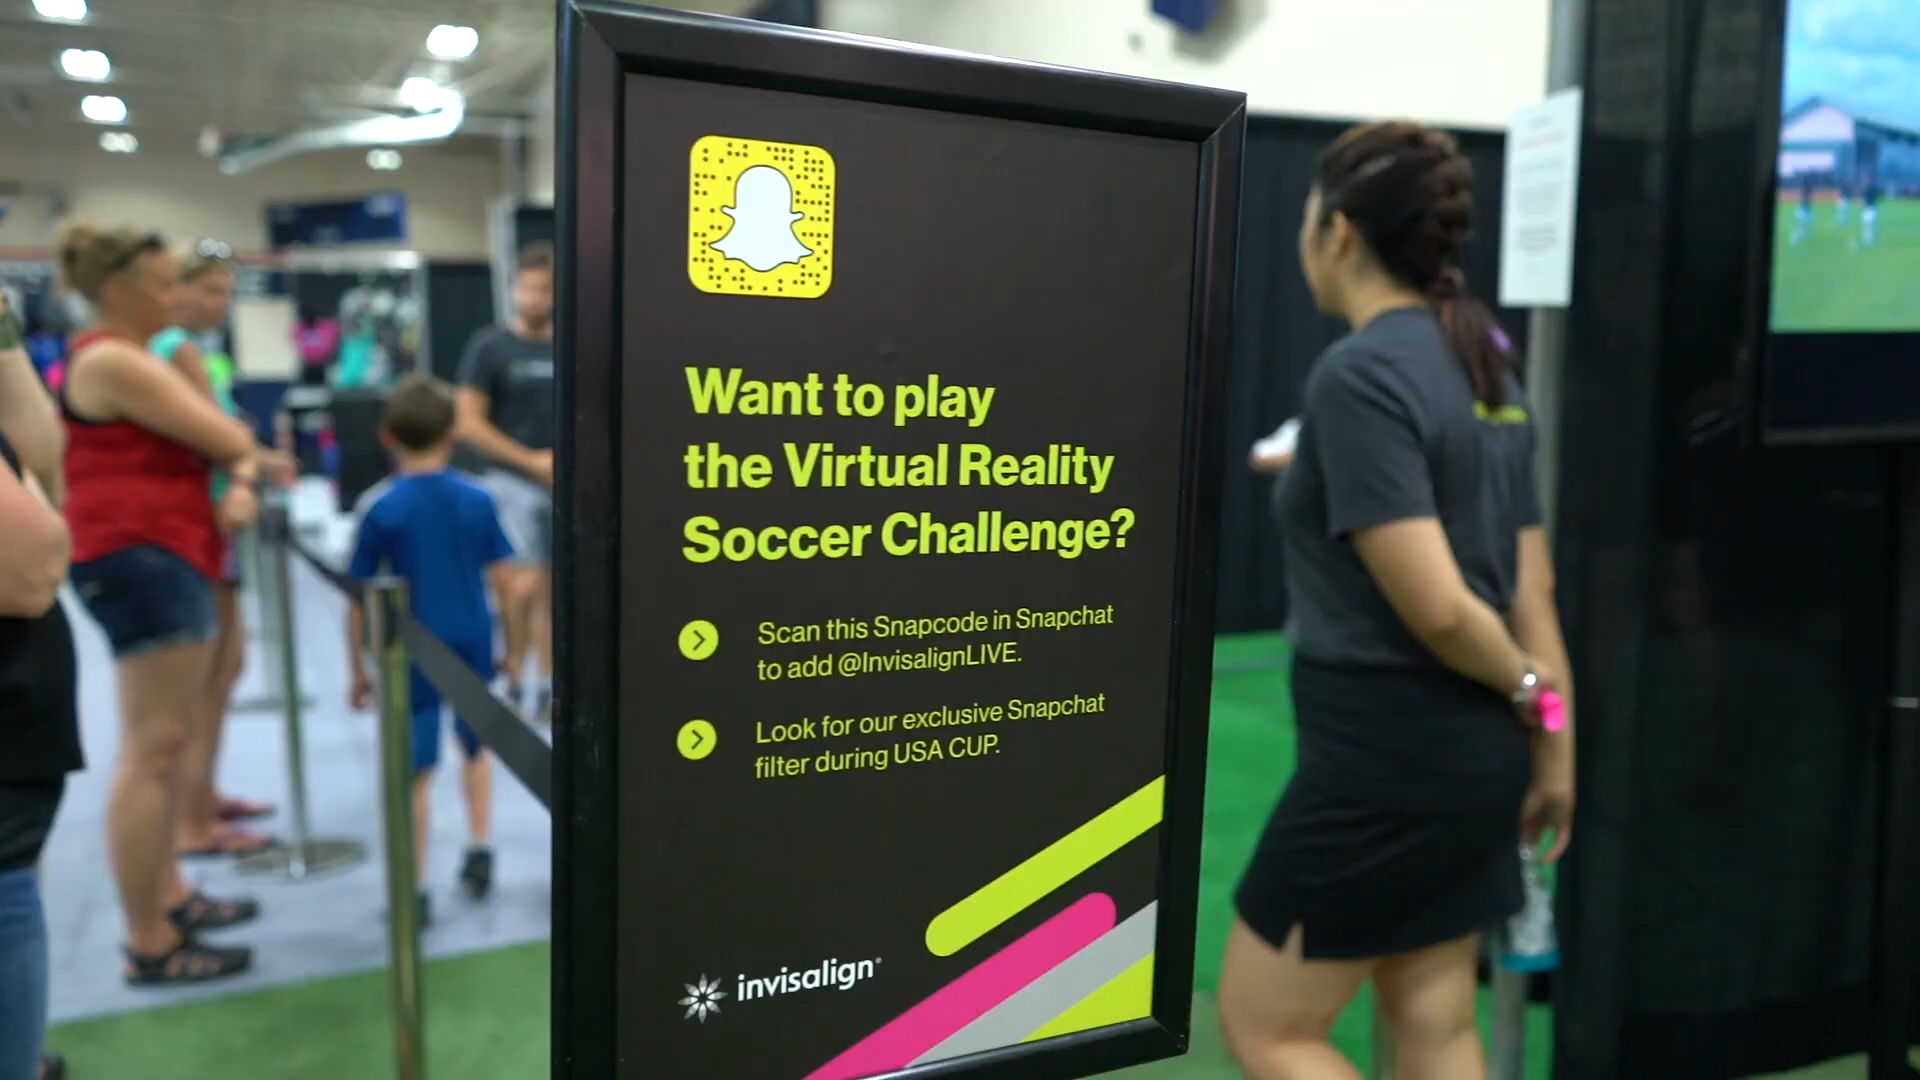 Want to play
the Virtual Reality
Soccer Challenge?
Scan this Snapcode in Snapchat
to add @InvisalignLIVE.
Look for our exclusive Snapchat
filter during USA CUP.
invisalign